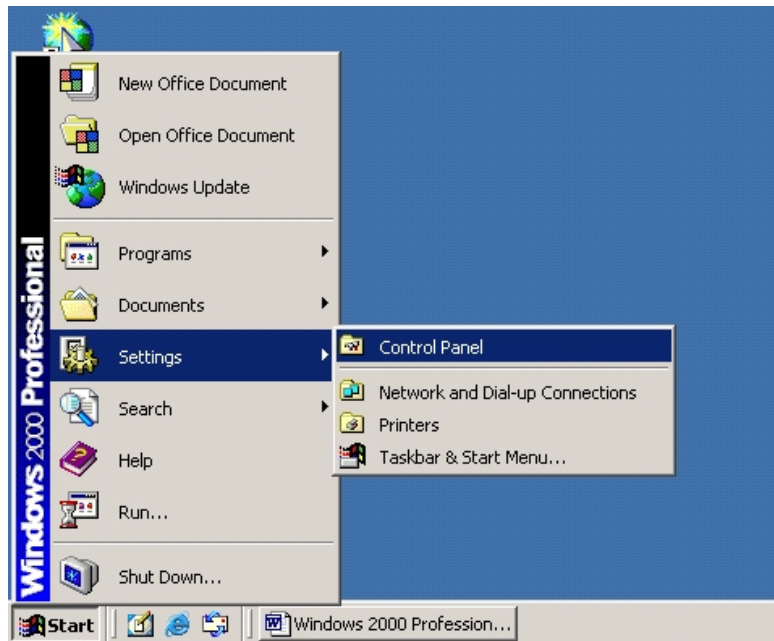 New Office Document
Open Office Document
Windows Update
Programs
Documents
Settings
Search
Help
Run...
Shut Down...
Windows 2000 Professional
Control Panel
Network and Dial-up Connections
Printers
Taskbar & Start Menu...
Start
Windows 2000 Profession...